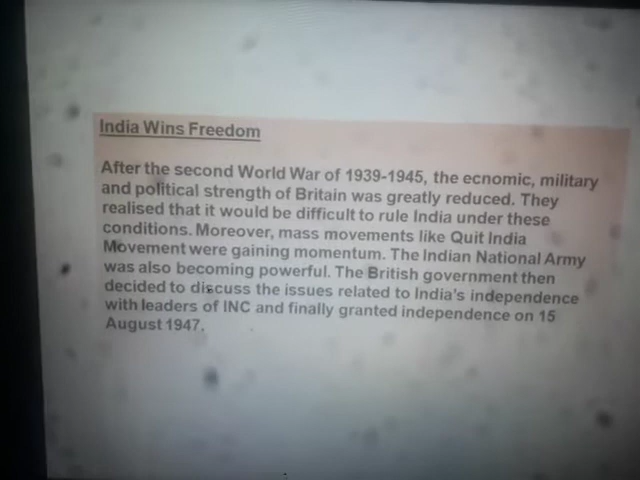 India Wins Freedom
After the second World War of 1939-1945, the ecnomic, military
and political strength of Britain was greatly reduced. They
realised that it would be difficult to rule India under these
conditions. Moreover, mass movements like Quit India
Movement were gaining momentum. The Indian National Army
was also becoming powerful. The British government then
decided to discuss the issues related to India's independence
with leaders of INC and finally granted independence on 15
August 1947.